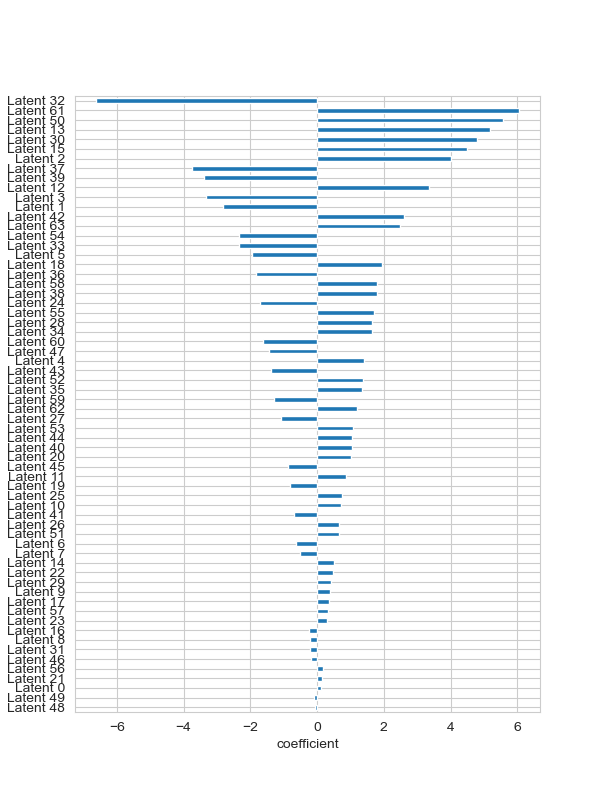 Latent 32
Latent 61
Latent 50
Latent 13
Latent 30
Latent 15
Latent 2
Latent 37
Latent 39
Latent 12
Latent 3
Latent 1
Latent 42
Latent 63
Latent 54
Latent 33
Latent 5
Latent 18
Latent 36
Latent 58
Latent 38
Latent 24
Latent 55
Latent 28
Latent 34
Latent 60
Latent 47
Latent 4
Latent 43
Latent 52
Latent 35
Latent 59
Latent 62
Latent 27
Latent 53
Latent 44
Latent 40
Latent 20
Latent 45
Latent 11
Latent 19
Latent 25
Latent 10
Latent 41
Latent 26
Latent 51
Latent 6
Latent 7
Latent 14
Latent 22
Latent 29
Latent 9
Latent 17
Latent 57
Latent 23
Latent 16
Latent 8
Latent 31
Latent 46
Latent 56
Latent 21
Latent 0
Latent 49
Latent 48
−6 −4 −2 0 2 4 6
coefficient